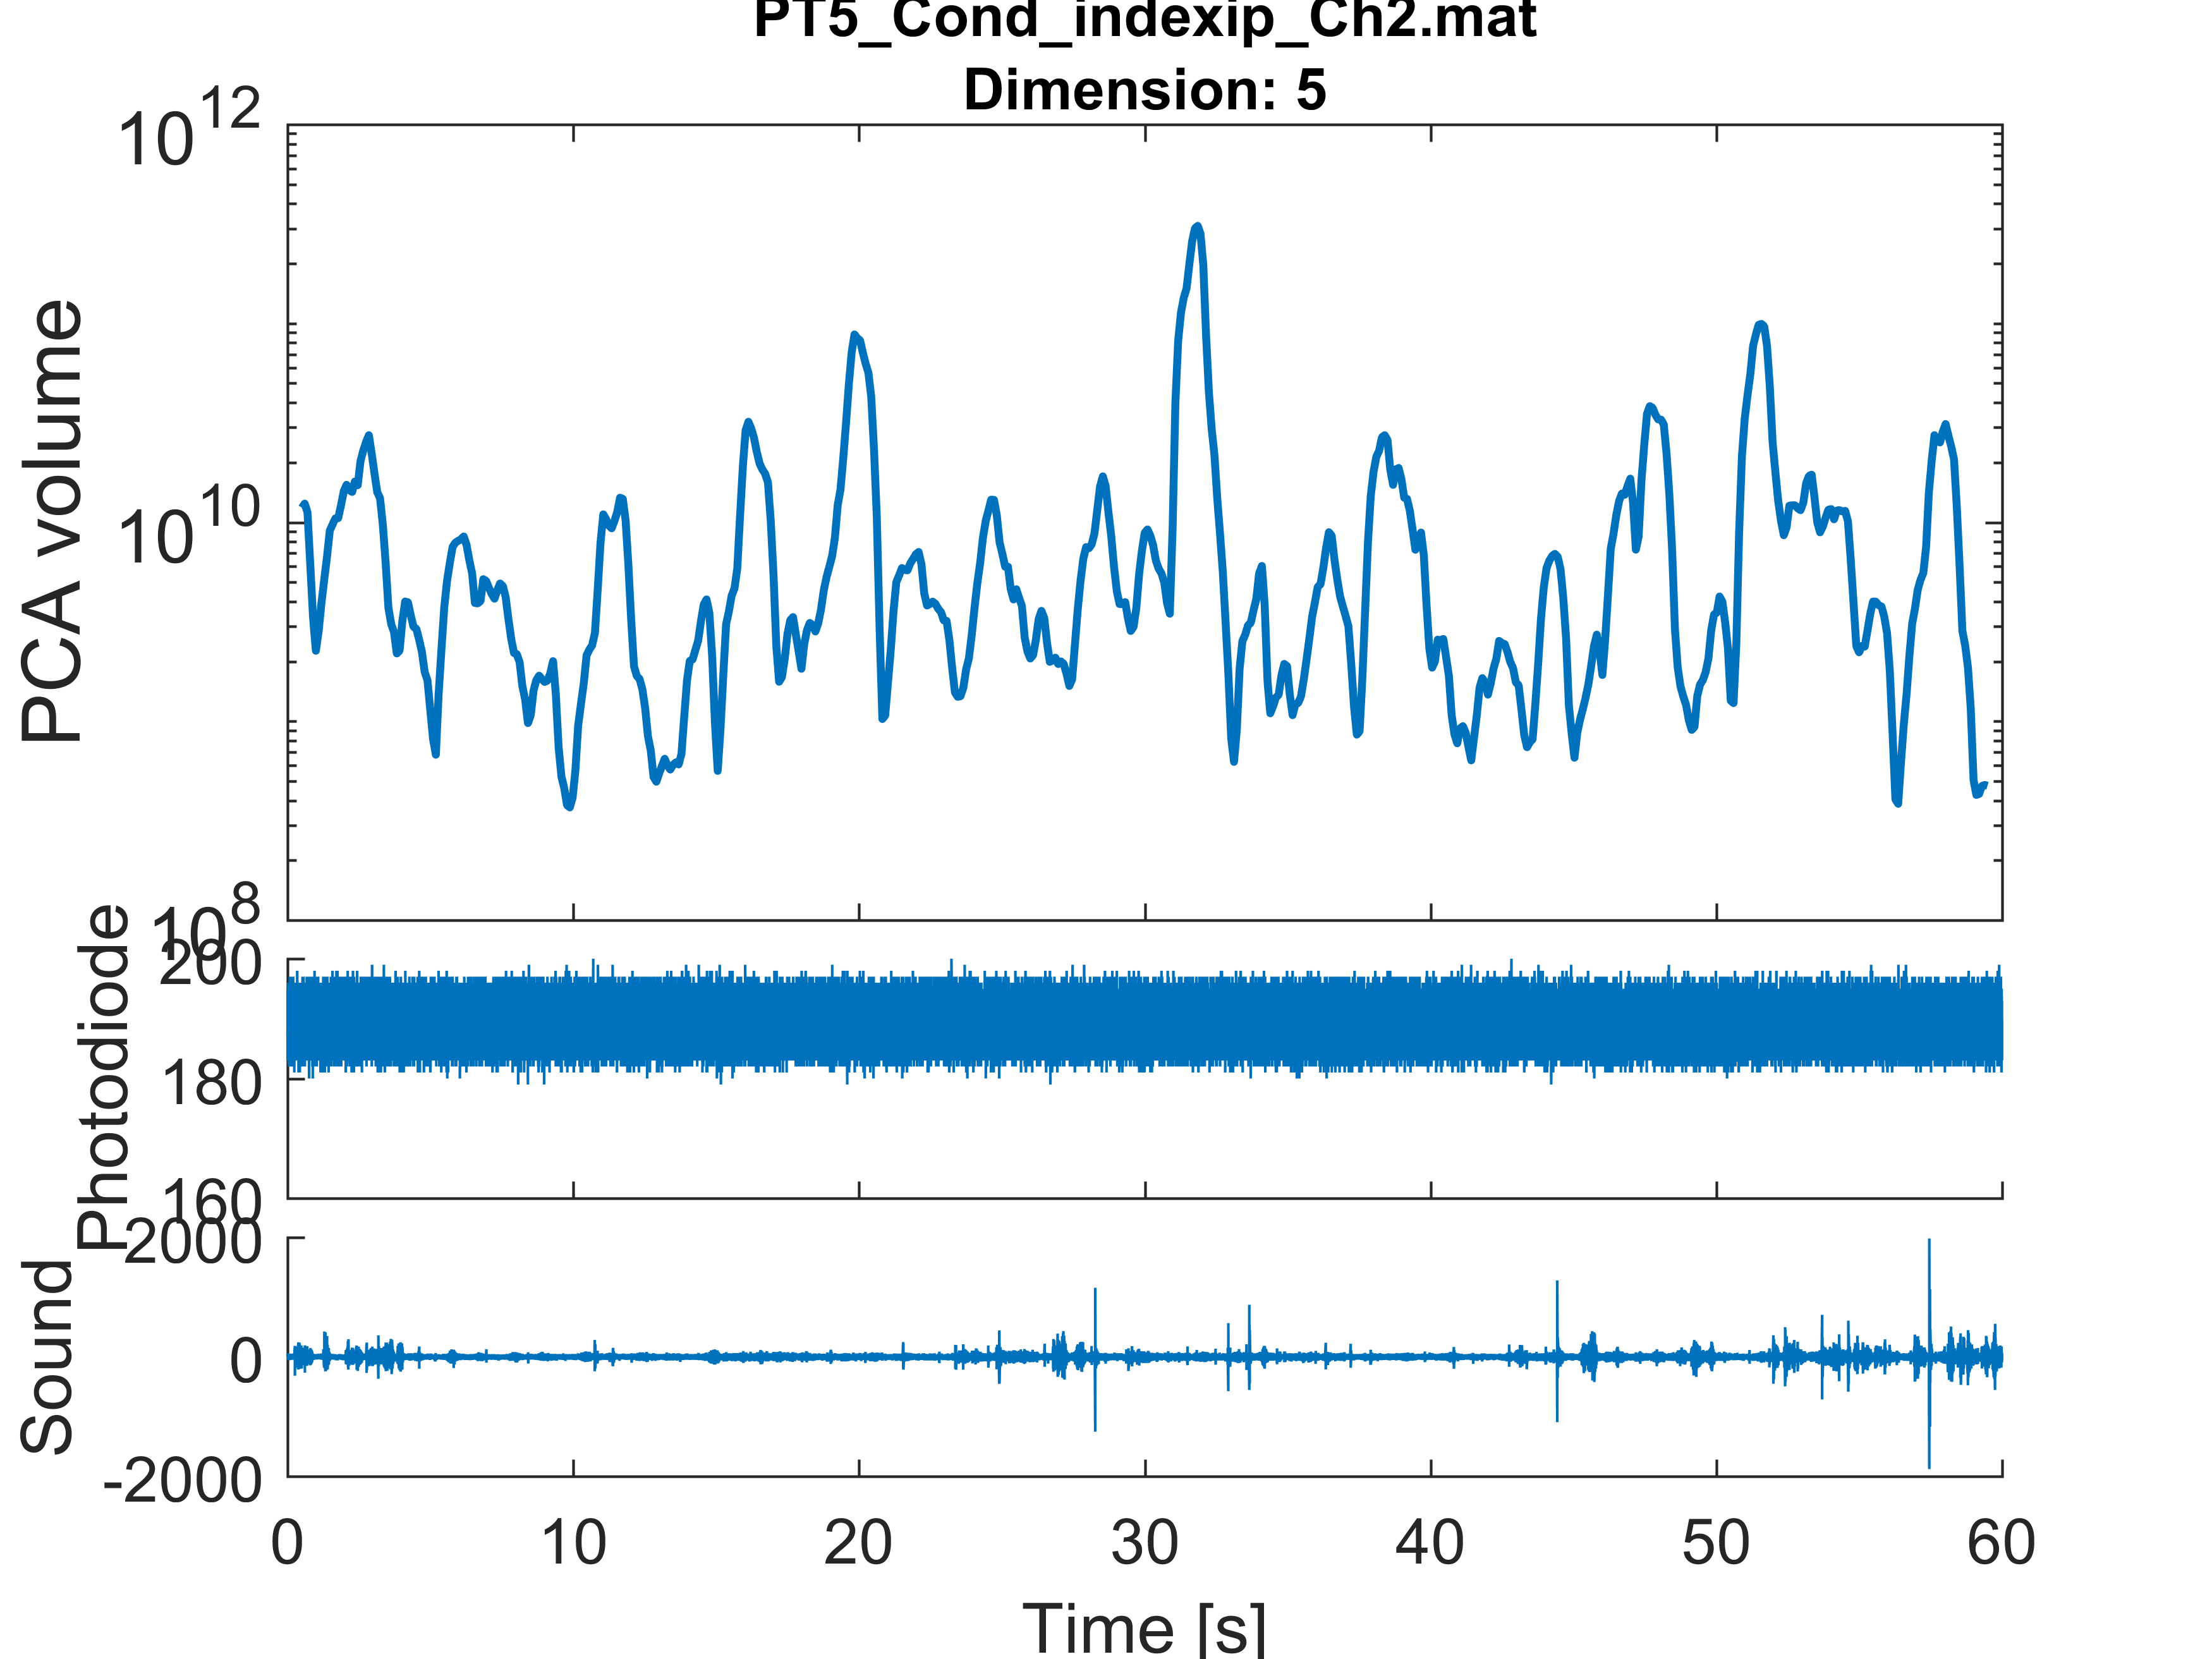 PT5_Cond_indexip_Ch2.mat
Dimension: 5
10^12
10^10
10^8
PCA volume
200
180
160
Photodiode
2000
0
-2000
Sound
0 10 20 30 40 50 60
Time [s]